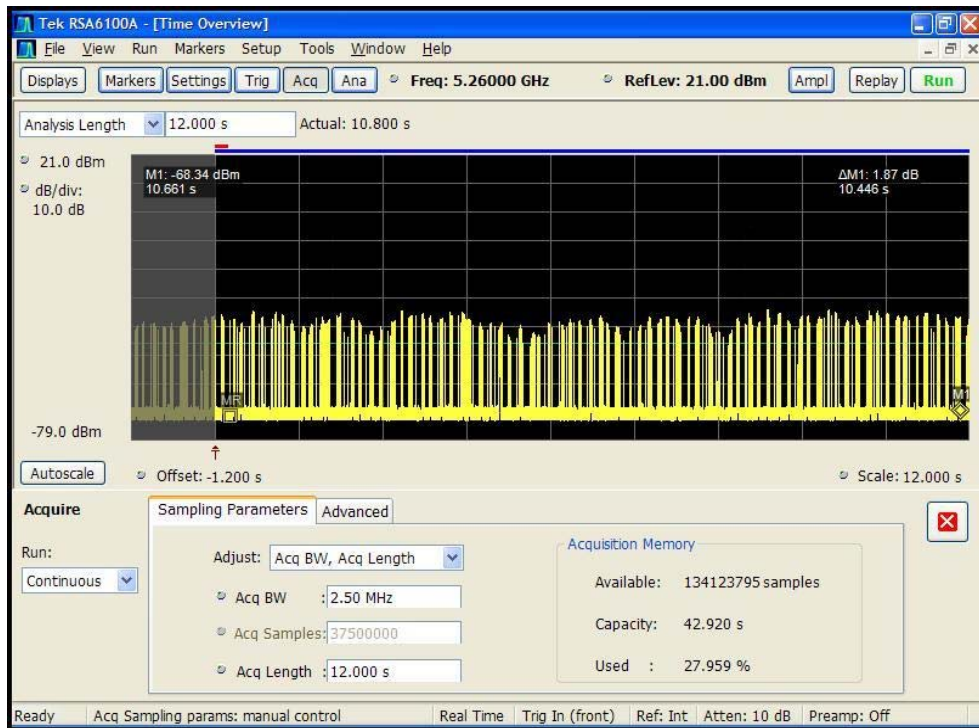 Tek RSA6100A - [Time Overview]
File View Run Markers Setup Tools Window Help
Displays Markers Settings Trig Acq Ana Freq: 5.26000 GHz RefLev: 21.00 dBm Ampl Replay Run
Analysis Length 12.000 s Actual: 10.800 s
21.0 dBm
dB/div:
10.0 dB
M1: -68.34 dBm
10.661 s
ΔM1: 1.87 dB
10.446 s
MR
M1
-79.0 dBm
Autoscale Offset: -1.200 s Scale: 12.000 s
Acquire
Run:
Continuous
Sampling Parameters Advanced
Adjust: Acq BW, Acq Length
Acq BW : 2.50 MHz
Acq Samples: 37500000
Acq Length : 12.000 s
Acquisition Memory
Available: 134123795 samples
Capacity: 42.920 s
Used : 27.959 %
Ready Acq Sampling params: manual control Real Time Trig In (front) Ref: Int Atten: 10 dB Preamp: Off